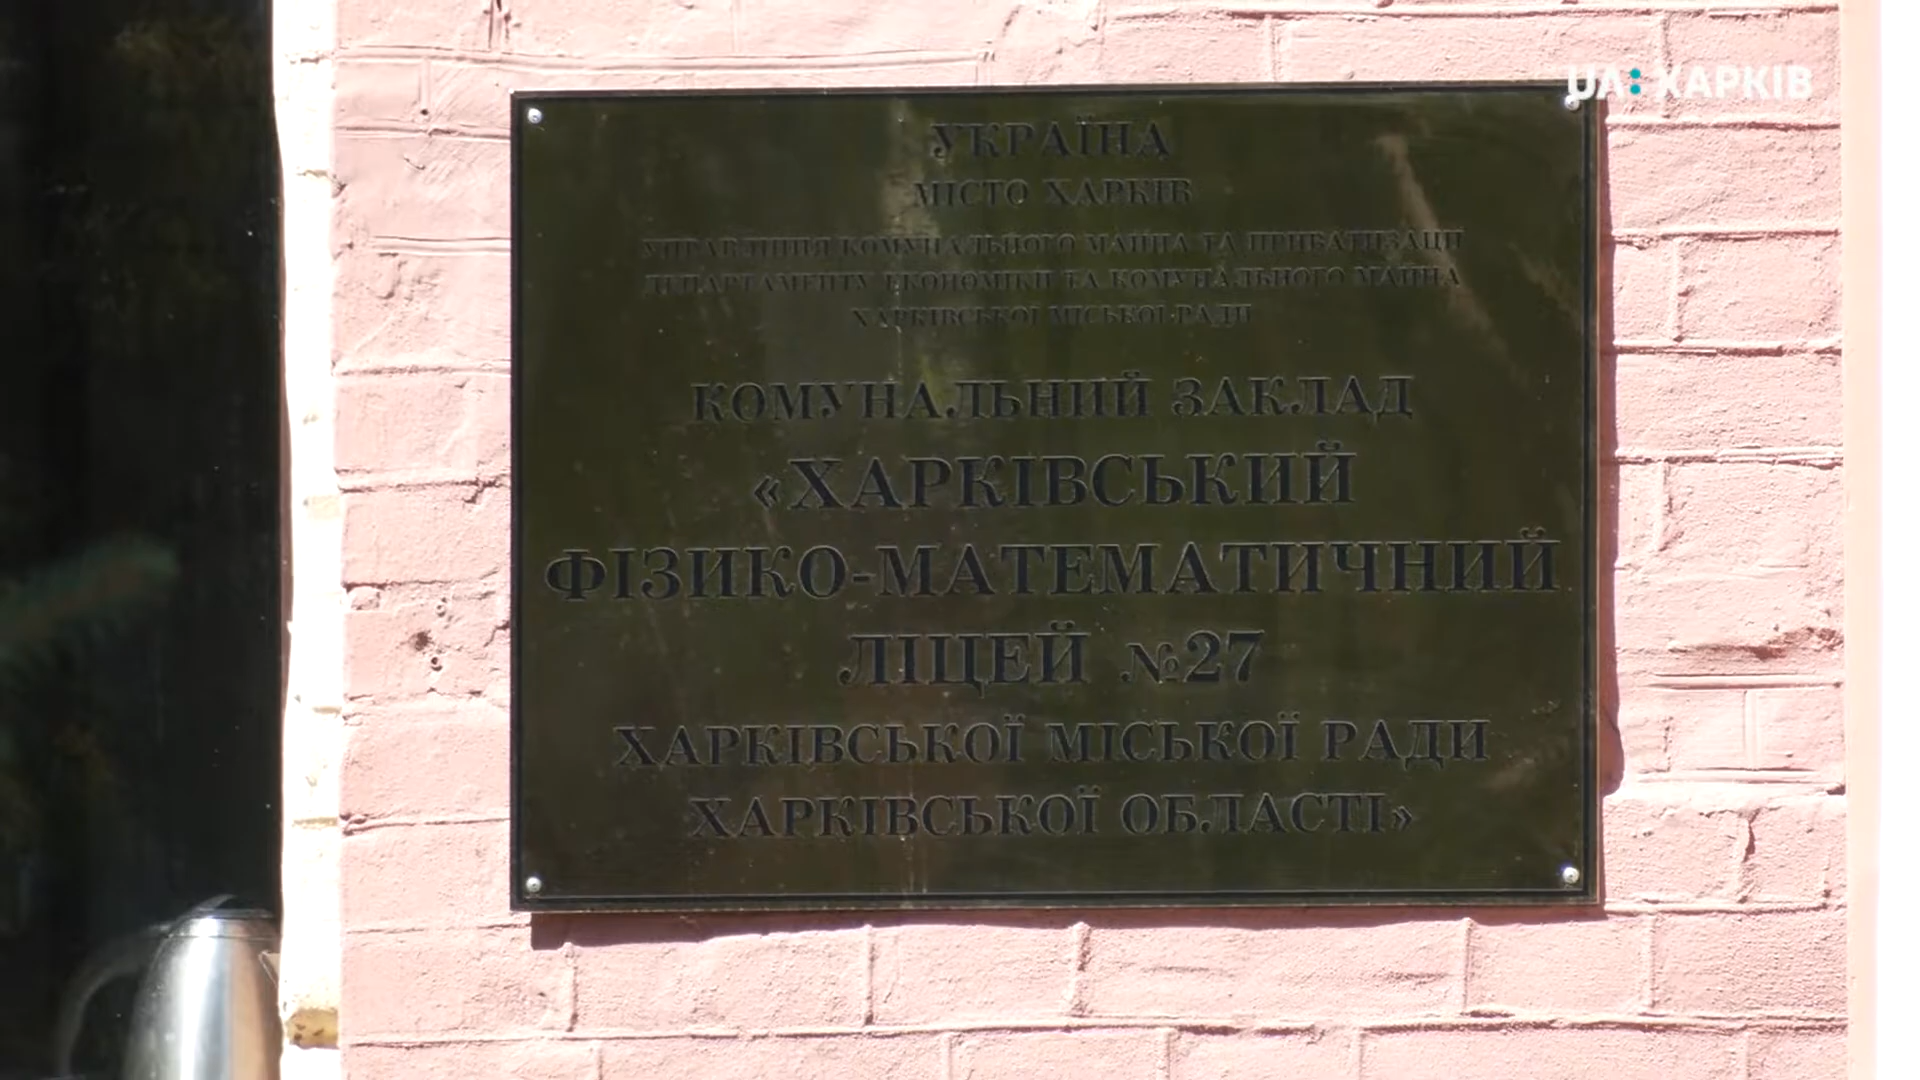 UA: ХАРКІВ
УКРАЇНА
МІСТО ХАРКІВ
УПРАВЛІННЯ КОМУНАЛЬНОГО МАЙНА ТА ПРИВАТИЗАЦІЇ
ДЕПАРТАМЕНТУ ЕКОНОМІКИ ТА КОМУНАЛЬНОГО МАЙНА
ХАРКІВСЬКОЇ МІСЬКОЇ РАДИ
КОМУНАЛЬНИЙ ЗАКЛАД
«ХАРКІВСЬКИЙ
ФІЗИКО-МАТЕМАТИЧНИЙ
ЛІЦЕЙ №27
ХАРКІВСЬКОЇ МІСЬКОЇ РАДИ
ХАРКІВСЬКОЇ ОБЛАСТІ»